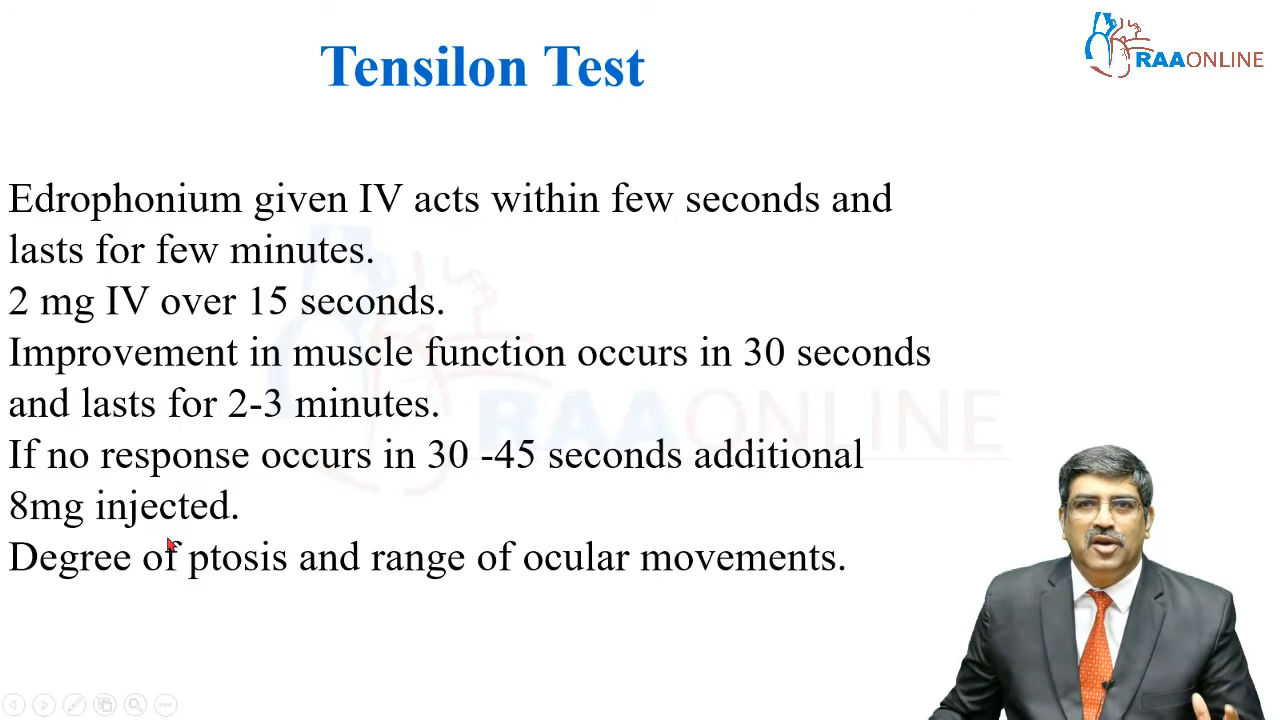 Tensilon Test
RAAONLINE
Edrophonium given IV acts within few seconds and
lasts for few minutes.
2 mg IV over 15 seconds.
Improvement in muscle function occurs in 30 seconds
and lasts for 2-3 minutes.
RAAONLINE
If no response occurs in 30 -45 seconds additional
8mg injected.
Degree of ptosis and range of ocular movements.